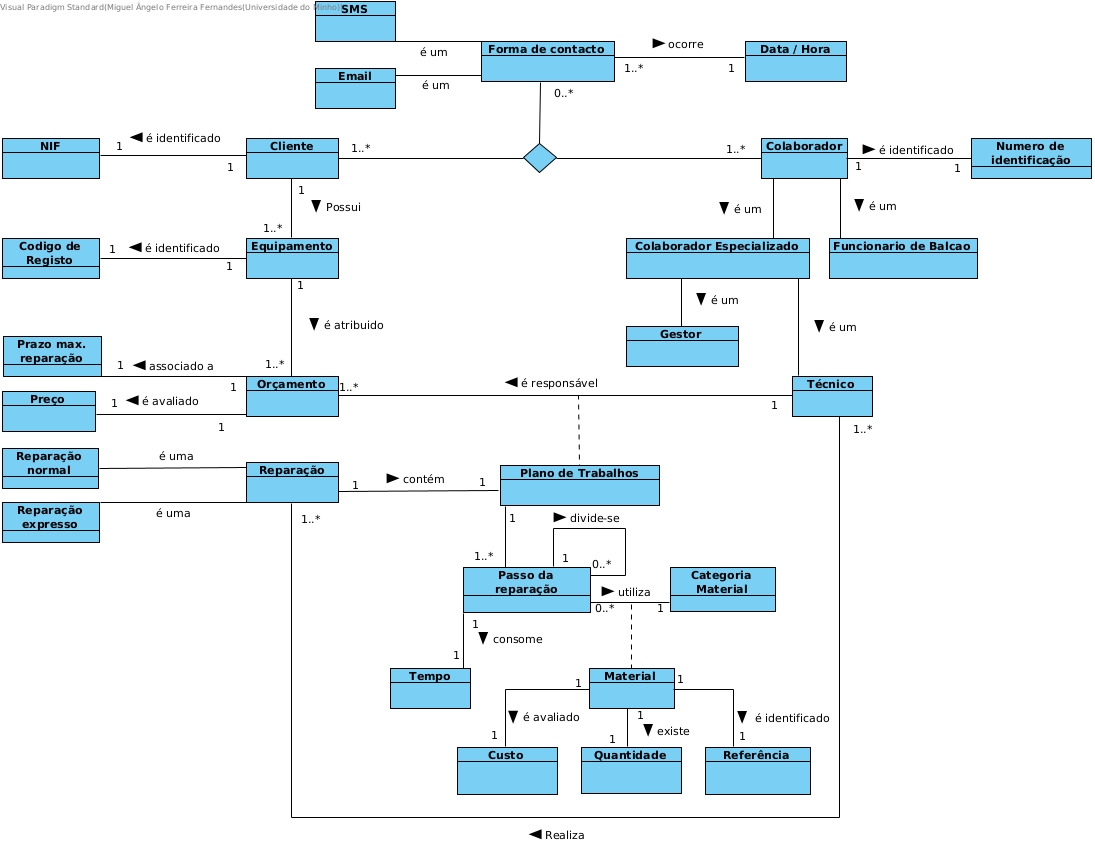 Visual Paradigm Standard(Miguel Ângelo Ferreira Fernandes(Universidade do Minho))
SMS
é um
Forma de contacto
ocorre
Data / Hora
1..*
1
Email
é um
0..*
NIF
1
é identificado
1
Cliente
1..*
1..*
Colaborador
é identificado
1
1
Numero de
identificação
1
Possui
1..*
é um
é um
Codigo de
Registo
1
é identificado
1
Equipamento
1
Colaborador Especializado
Funcionario de Balcao
é um
é atribuido
é um
Gestor
Prazo max.
reparação
1
associado a
1..*
1
Orçamento
1..*
é responsável
1
Técnico
Preço
1
é avaliado
1
1..*
Reparação
normal
é uma
Reparação
1
contém
1
Plano de Trabalhos
Reparação
expresso
é uma
1..*
1
divide-se
1..*
1
0..*
Passo da
reparação
utiliza
0..*
1
Categoria
Material
1
consome
1
Tempo
1
Material
1
é avaliado
1
1
existe
1
é identificado
1
Custo
Quantidade
Referência
Realiza